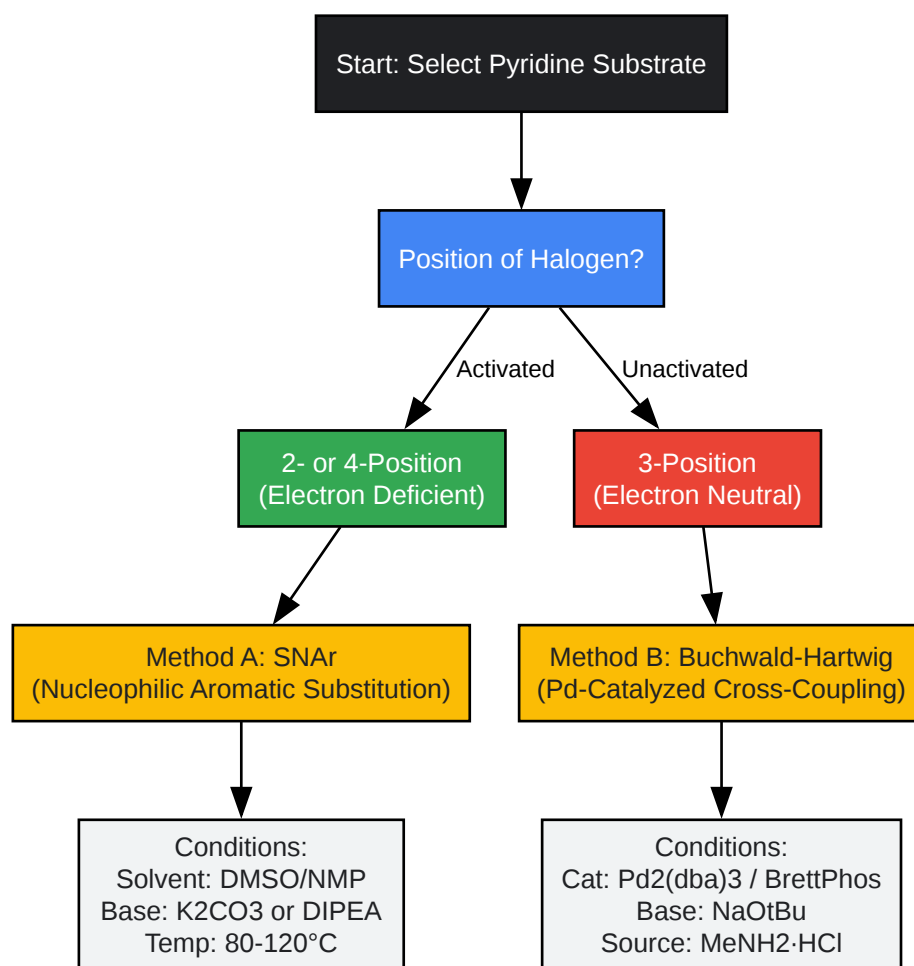 Start: Select Pyridine Substrate
Position of Halogen?
Activated
Unactivated
2- or 4-Position
(Electron Deficient)
3-Position
(Electron Neutral)
Method A: SNAr
(Nucleophilic Aromatic Substitution)
Method B: Buchwald-Hartwig
(Pd-Catalyzed Cross-Coupling)
Conditions:
Solvent: DMSO/NMP
Base: K2CO3 or DIPEA
Temp: 80-120°C
Conditions:
Cat: Pd2(dba)3 / BrettPhos
Base: NaOtBu
Source: MeNH2·HCl